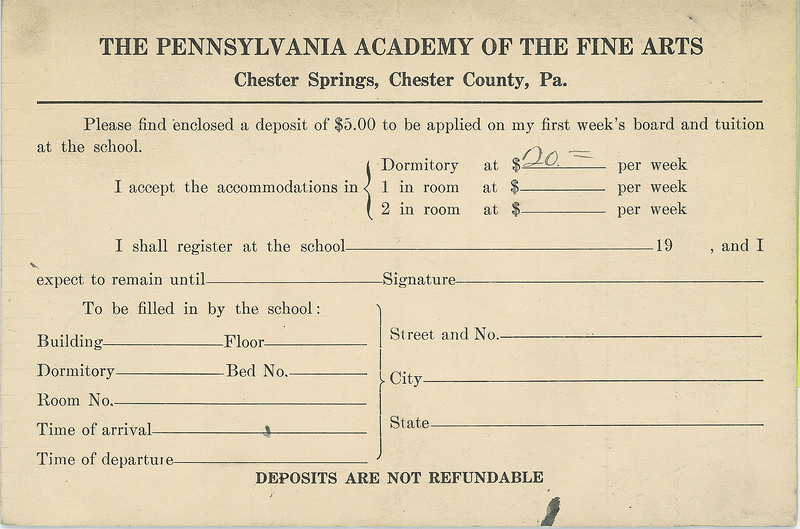 THE PENNSYLVANIA ACADEMY OF THE FINE ARTS
Chester Springs, Chester County, Pa.
Please find enclosed a deposit of $5.00 to be applied on my first week's board and tuition
at the school.
I accept the accommodations in
Dormitory at $ 20 = per week
1 in room at $ per week
2 in room at $ per week
I shall register at the school 19 , and I
expect to remain until Signature
To be filled in by the school:
Building Floor
Dormitory Bed No.
Room No.
Time of arrival
Time of departure
Street and No.
City
State
DEPOSITS ARE NOT REFUNDABLE